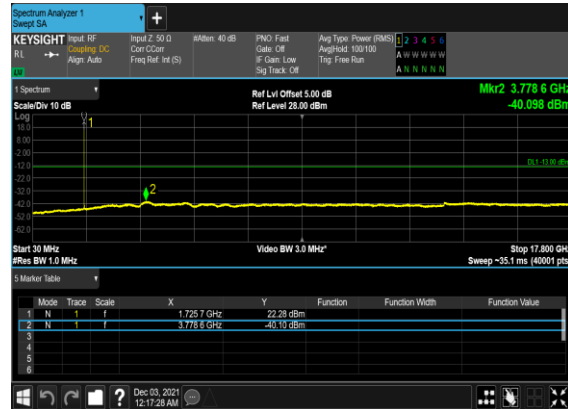 Spectrum Analyzer 1
Swept SA
+
KEYSIGHT Input: RF Input Z: 50 Ω #Atten: 40 dB PNO: Fast Avg Type: Power (RMS) 1 2 3 4 5 6
RL Coupling: DC Corr CCorr Gate: Off Avg|Hold: 100/100 A W W W W W
Align: Auto Freq Ref: Int (S) IF Gain: Low Trig: Free Run
LW Sig Track: Off A N N N N N
1 Spectrum Ref Lvl Offset 5.00 dB Mkr2 3.778 6 GHz
Scale/Div 10 dB Ref Level 28.00 dBm -40.098 dBm
Log
18.0
8.00
-2.00
-12.0
-22.0
-32.0
-42.0
-52.0
-62.0
1
DL1 -13.00 dBm
2
Start 30 MHz Video BW 3.0 MHz* Stop 17.800 GHz
#Res BW 1.0 MHz Sweep ~35.1 ms (40001 pts)
5 Marker Table
Mode Trace Scale X Y Function Function Width Function Value
1 N 1 f 1.725 7 GHz 22.28 dBm
2 N 1 f 3.778 6 GHz -40.10 dBm
3
4
5
6
? Dec 03, 2021
12:17:28 AM